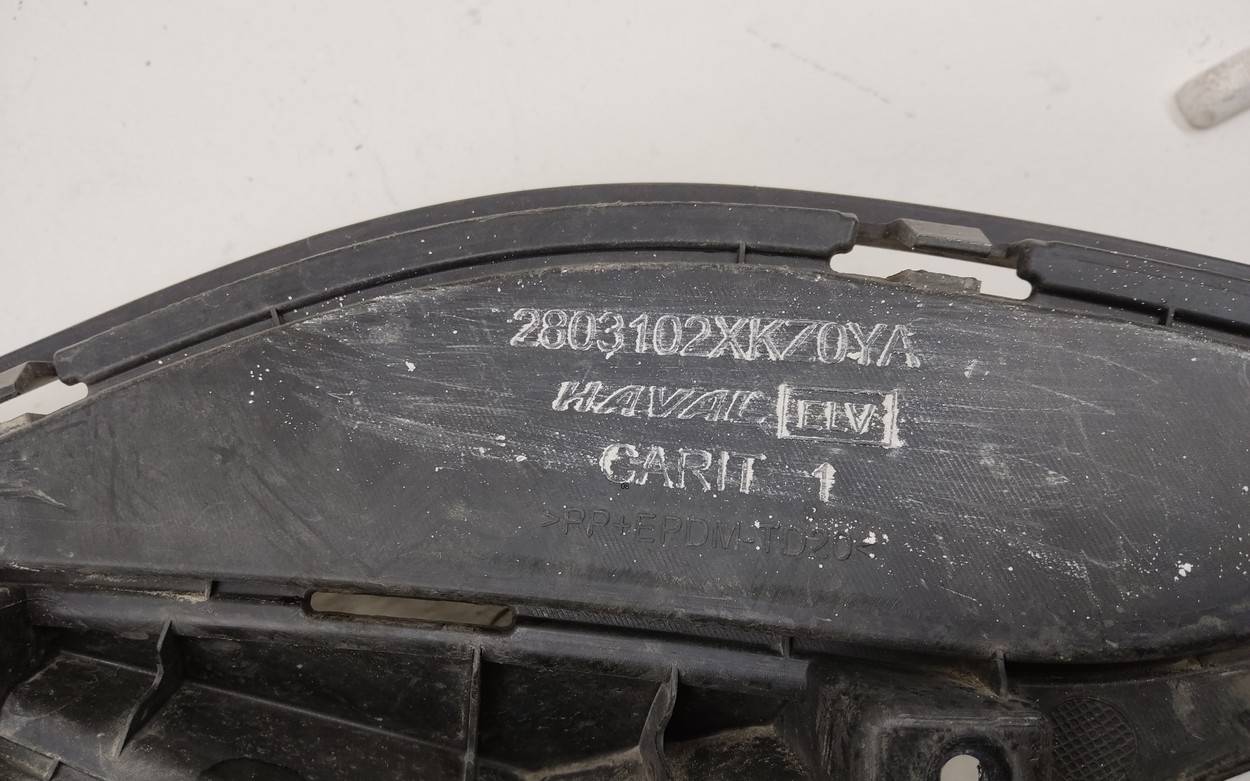 2803102XKZ0YA
HAVAL ELV
CARIT 1
>PP+EPDM-TD20<